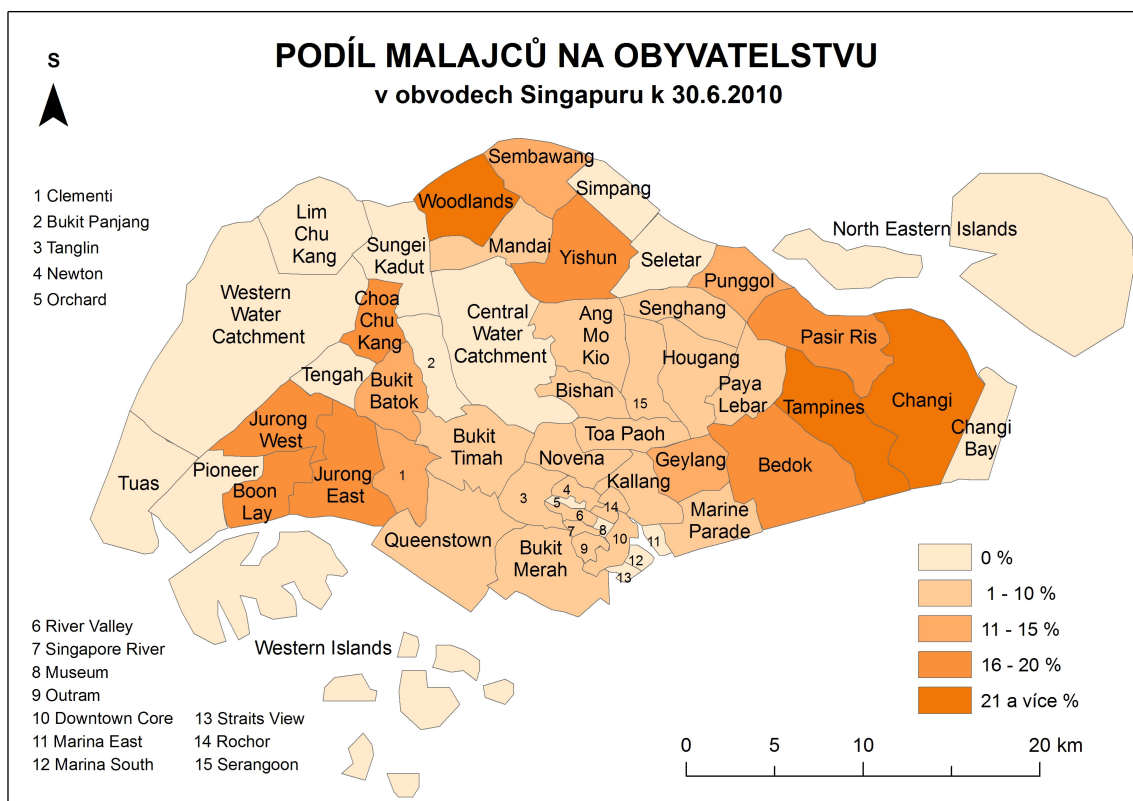 PODÍL MALAJCŮ NA OBYVATELSTVU
v obvodech Singapuru k 30.6.2010
S
1 Clementi
2 Bukit Panjang
3 Tanglin
4 Newton
5 Orchard
Sembawang
Simpang
Woodlands
Lim
Chu
Kang
Sungei
Kadut
Mandai
Yishun
Seletar
North Eastern Islands
Punggol
Western
Water
Catchment
Choa
Chu
Kang
Central
Water
Catchment
Ang
Mo
Kio
Senghang
Hougang
Pasir Ris
Tengah
Bukit
Batok
2
Bishan
15
Paya
Lebar
Tampines
Changi
Changi
Bay
Jurong
West
Bukit
Timah
Toa Paoh
Novena
Geylang
Bedok
Tuas
Pioneer
Boon
Lay
Jurong
East
1
Kallang
3
4
5
6
7
8
9
10
11
12
13
14
Marine
Parade
Queenstown
Bukit
Merah
Western Islands
0 %
1 - 10 %
11 - 15 %
16 - 20 %
21 a více %
6 River Valley
7 Singapore River
8 Museum
9 Outram
10 Downtown Core
11 Marina East
12 Marina South
13 Straits View
14 Rochor
15 Serangoon
0 5 10 20 km